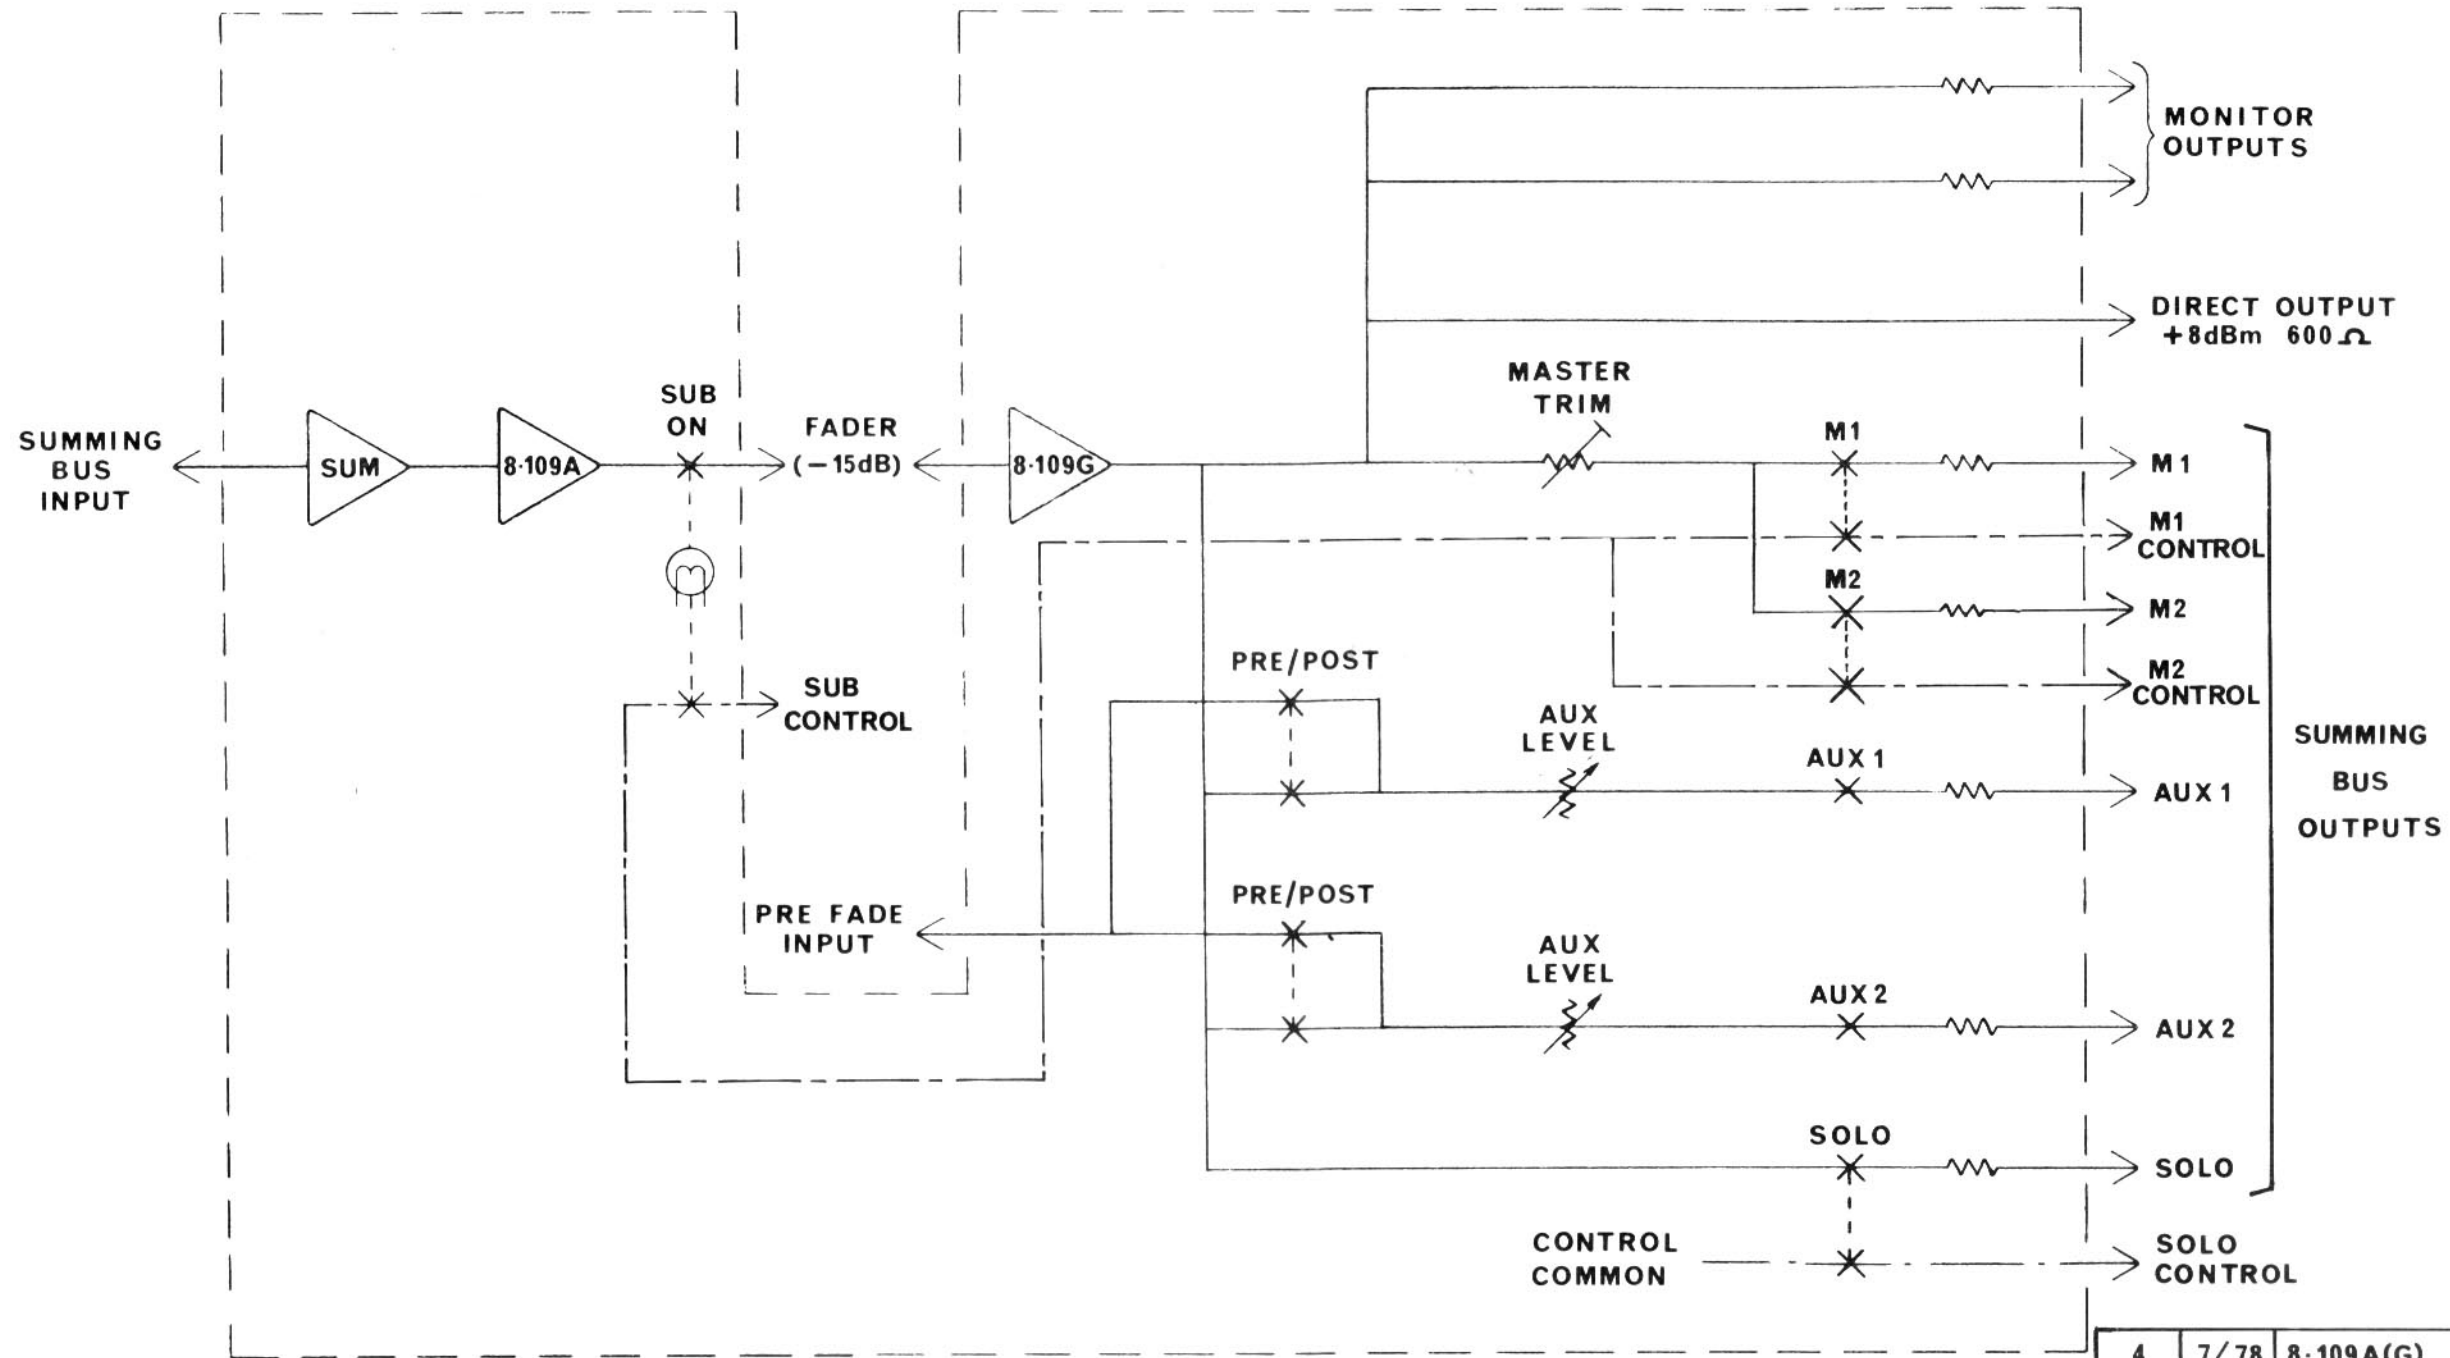 MONITOR
OUTPUTS
DIRECT OUTPUT
+8dBm 600Ω
MASTER
TRIM
SUB
ON
FADER
(−15dB)
SUMMING
BUS
INPUT
SUM
8·109A
8·109G
M1
M1
M1
CONTROL
M2
M2
M2
CONTROL
SUB
CONTROL
PRE/POST
AUX
LEVEL
AUX 1
AUX 1
SUMMING
BUS
OUTPUTS
PRE FADE
INPUT
PRE/POST
AUX
LEVEL
AUX 2
AUX 2
SOLO
SOLO
CONTROL
COMMON
SOLO
CONTROL
4 7/78 8·109A(G)